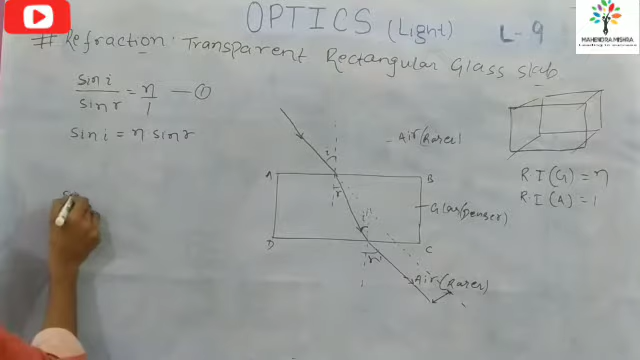 OPTICS (Light) L-9
MAHENDRA MISHRA
# Refraction: Transparent Rectangular Glass slab.
sin i / sin r = η / 1 — ①
sin i = η sin r
Air (Rarer)
i
A
B
r
Glass (Denser)
D
C
r
Air (Rarer)
R.I (G) = η
R.I (A) = 1